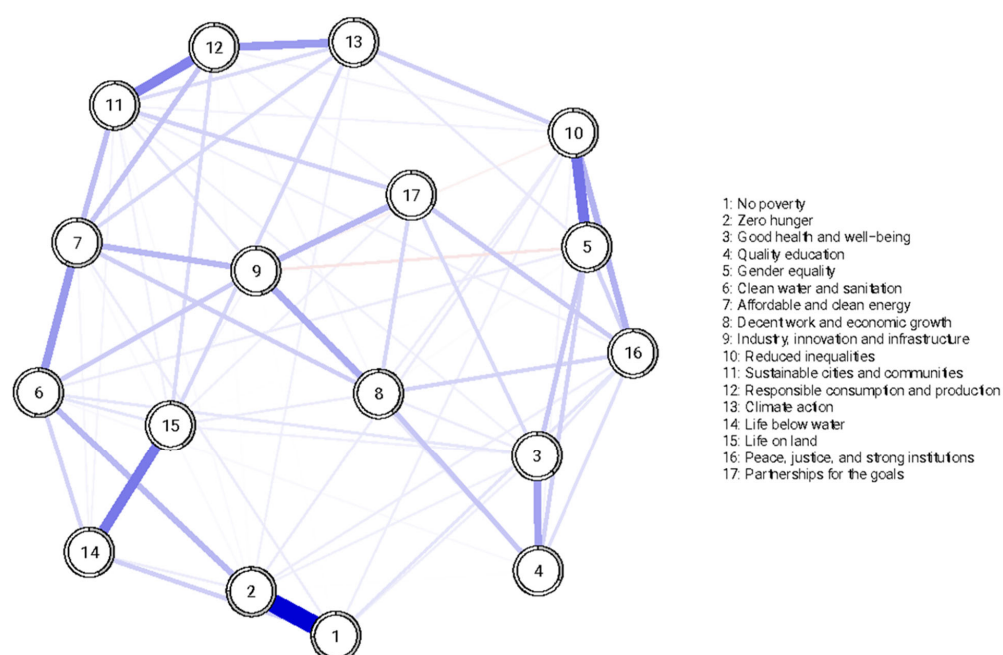 12
13
11
10
17
5
7
9
16
6
8
15
3
14
4
2
1
1: No poverty
2: Zero hunger
3: Good health and well-being
4: Quality education
5: Gender equality
6: Clean water and sanitation
7: Affordable and clean energy
8: Decent work and economic growth
9: Industry, innovation and infrastructure
10: Reduced inequalities
11: Sustainable cities and communities
12: Responsible consumption and production
13: Climate action
14: Life below water
15: Life on land
16: Peace, justice, and strong institutions
17: Partnerships for the goals